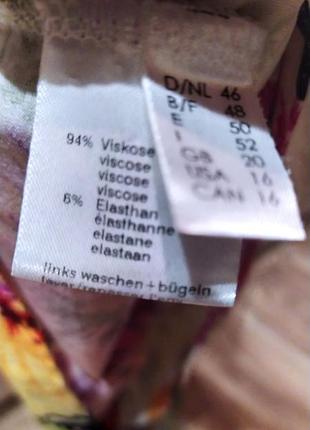 94% Viskose
viscose
viscose
viscose
6% Elasthan
élasthanne
elastane
elastaan
links waschen + bügeln
D/NL 46
B/F 48
E 50
I 52
GB 20
USA 16
CAN 16